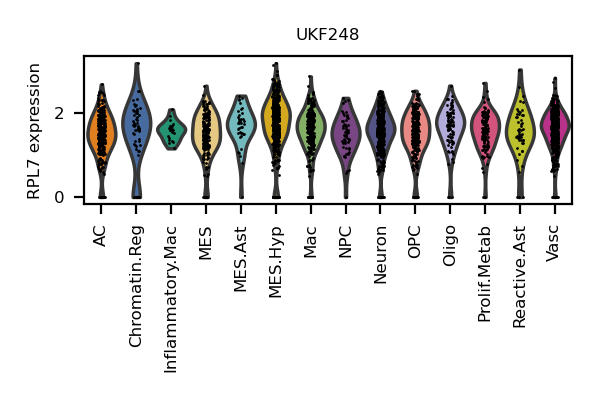 UKF248
RPL7 expression
2
0
AC
Chromatin.Reg
Inflammatory.Mac
MES
MES.Ast
MES.Hyp
Mac
NPC
Neuron
OPC
Oligo
Prolif.Metab
Reactive.Ast
Vasc